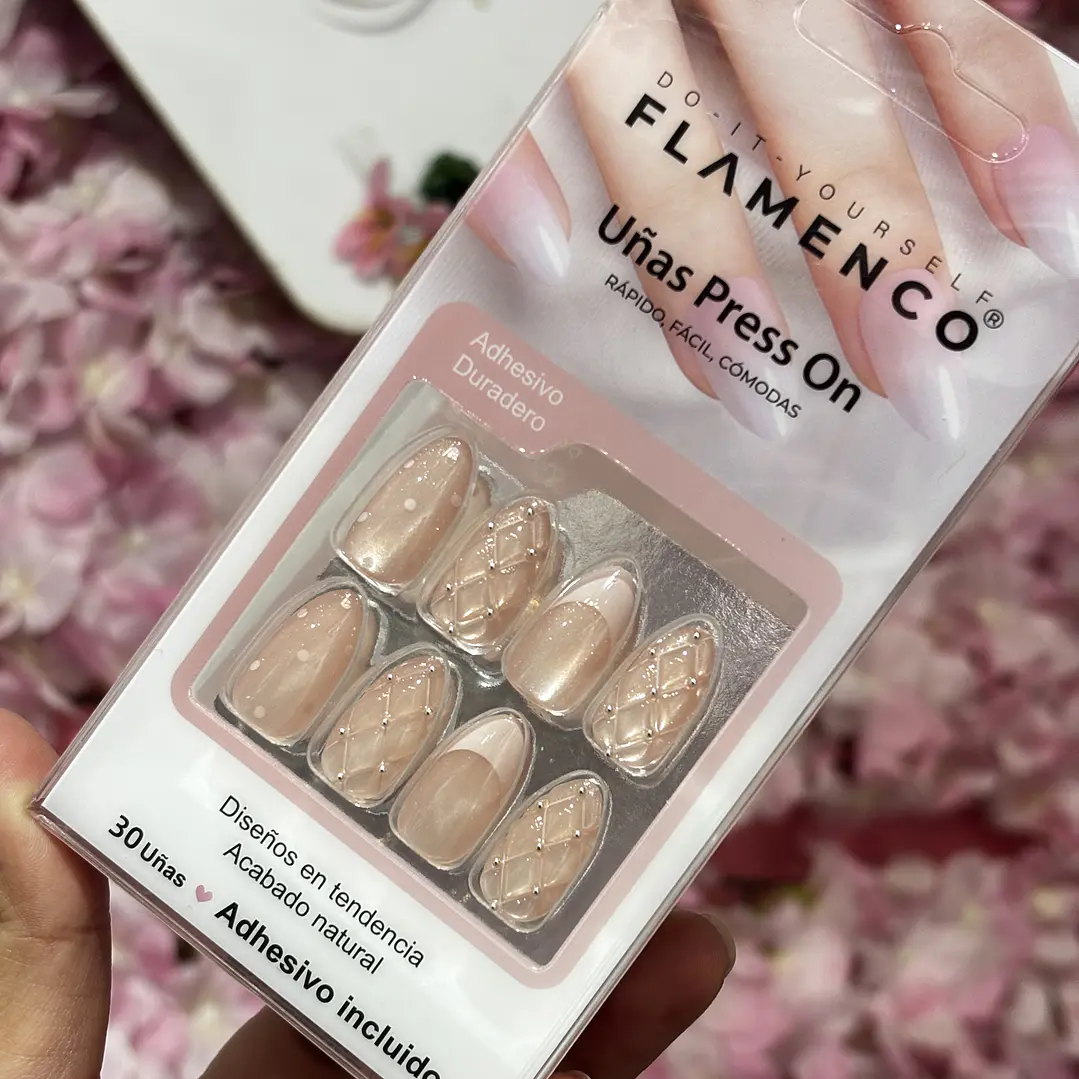 DO-IT-YOURSELF
FLAMENCO®
Uñas Press On
RÁPIDO, FÁCIL, CÓMODAS
Adhesivo
Duradero
Diseños en tendencia
Acabado natural
30 Uñas
Adhesivo incluido